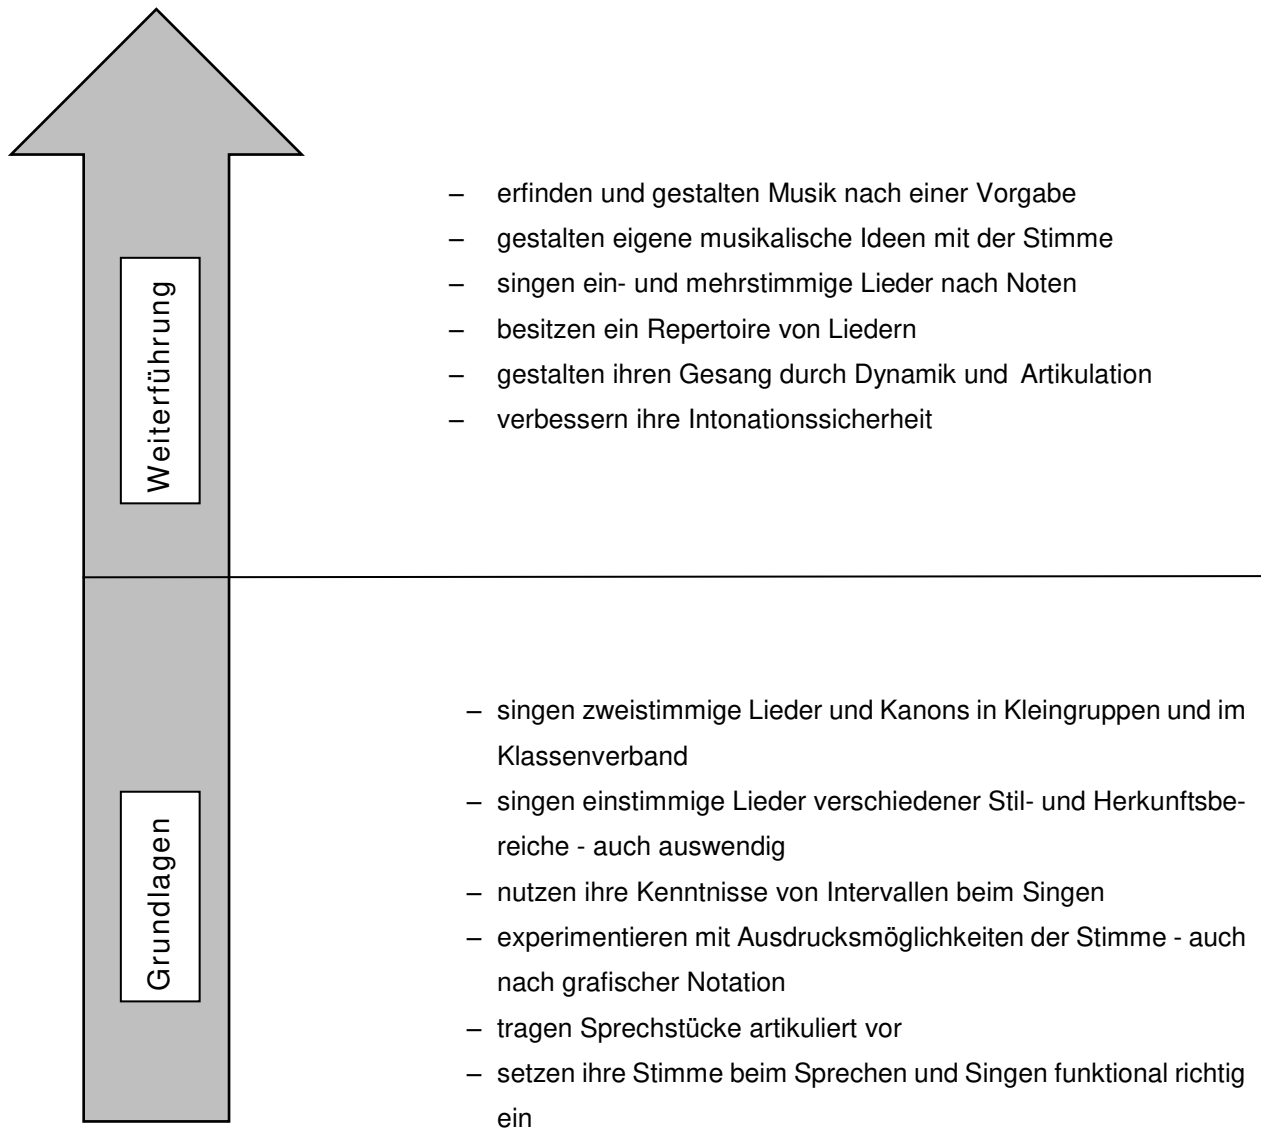 Weiterführung
– erfinden und gestalten Musik nach einer Vorgabe
– gestalten eigene musikalische Ideen mit der Stimme
– singen ein- und mehrstimmige Lieder nach Noten
– besitzen ein Repertoire von Liedern
– gestalten ihren Gesang durch Dynamik und Artikulation
– verbessern ihre Intonationssicherheit
Grundlagen
– singen zweistimmige Lieder und Kanons in Kleingruppen und im
Klassenverband
– singen einstimmige Lieder verschiedener Stil- und Herkunftsbe-
reiche - auch auswendig
– nutzen ihre Kenntnisse von Intervallen beim Singen
– experimentieren mit Ausdrucksmöglichkeiten der Stimme - auch
nach grafischer Notation
– tragen Sprechstücke artikuliert vor
– setzen ihre Stimme beim Sprechen und Singen funktional richtig
ein